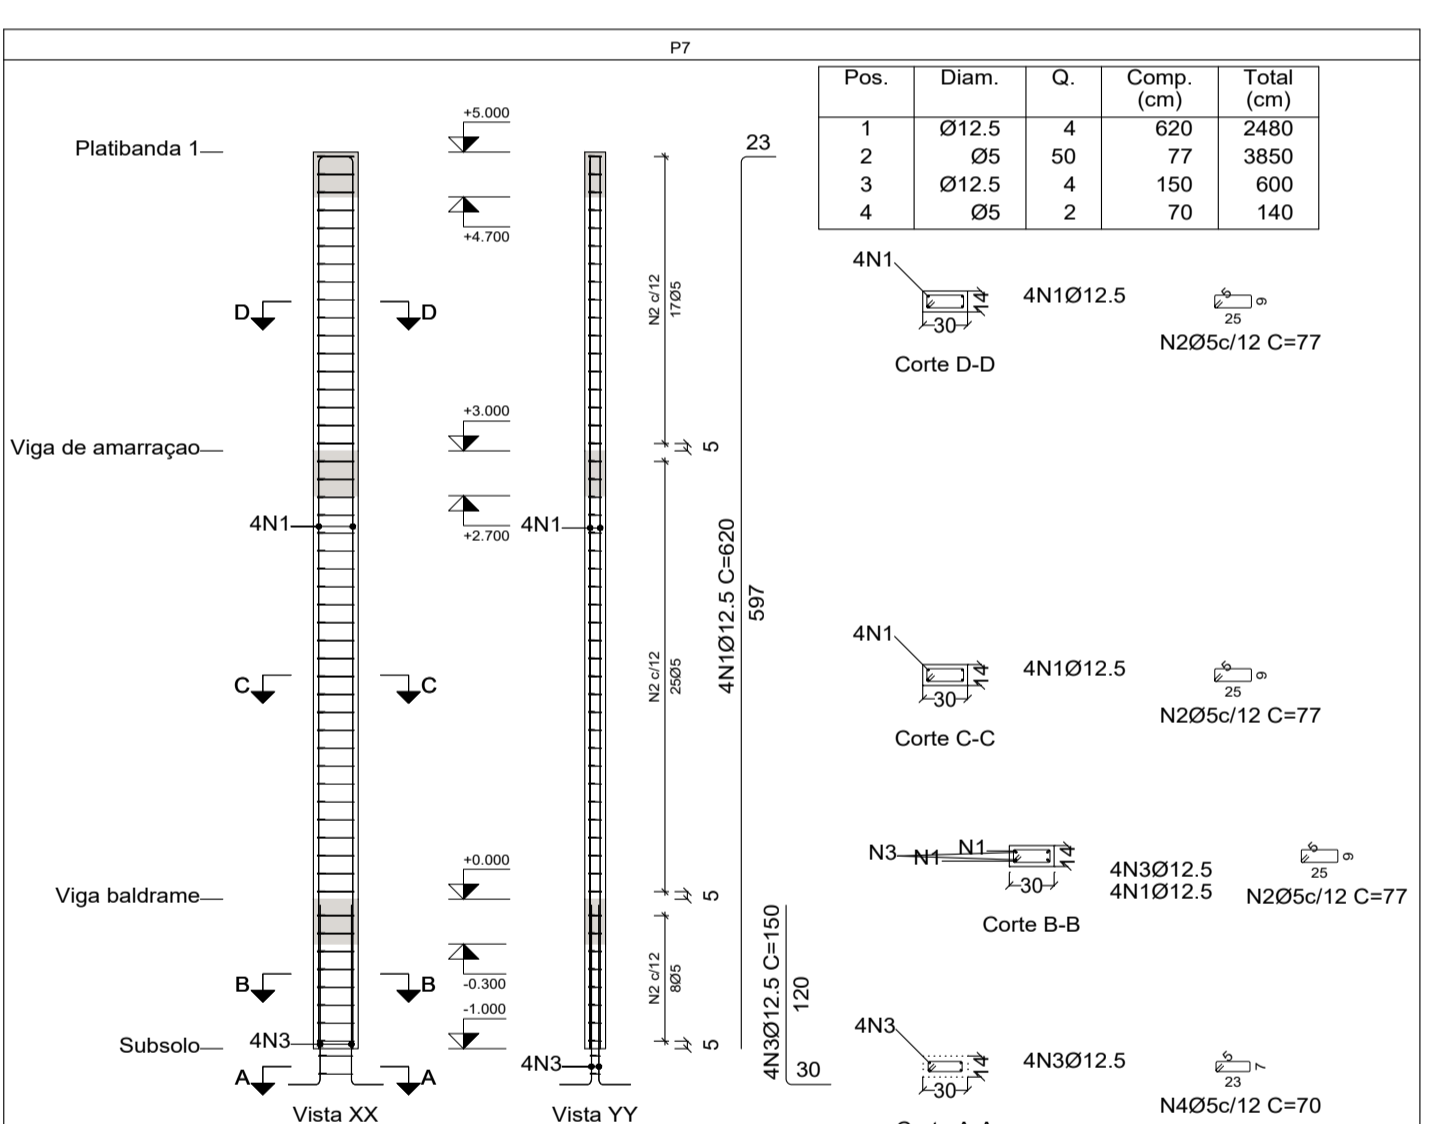 P7
Pos. Diam. Q. Comp. (cm) Total (cm)
1 Ø12.5 4 620 2480
2 Ø5 50 77 3850
3 Ø12.5 4 150 600
4 Ø5 2 70 140
+5.000
Platibanda 1
23
+4.700
4N1
4N1Ø12.5
14
30
5
9
25
N2Ø5c/12 C=77
Corte D-D
D D
N2 c/12
17Ø5
+3.000
Viga de amarraçao
5
4N1
4N1
+2.700
4N1Ø12.5 C=620
597
4N1
4N1Ø12.5
14
30
5
9
25
N2Ø5c/12 C=77
Corte C-C
C C
N2 c/12
25Ø5
+0.000
Viga baldrame
5
N3
N1
N1
14
30
4N3Ø12.5
4N1Ø12.5
5
9
25
N2Ø5c/12 C=77
Corte B-B
B B
-0.300
N2 c/12
8Ø5
4N3Ø12.5 C=150
120
30
-1.000
Subsolo
4N3
5
4N3
4N3
4N3Ø12.5
14
30
5
7
23
N4Ø5c/12 C=70
A A
Vista XX
Vista YY